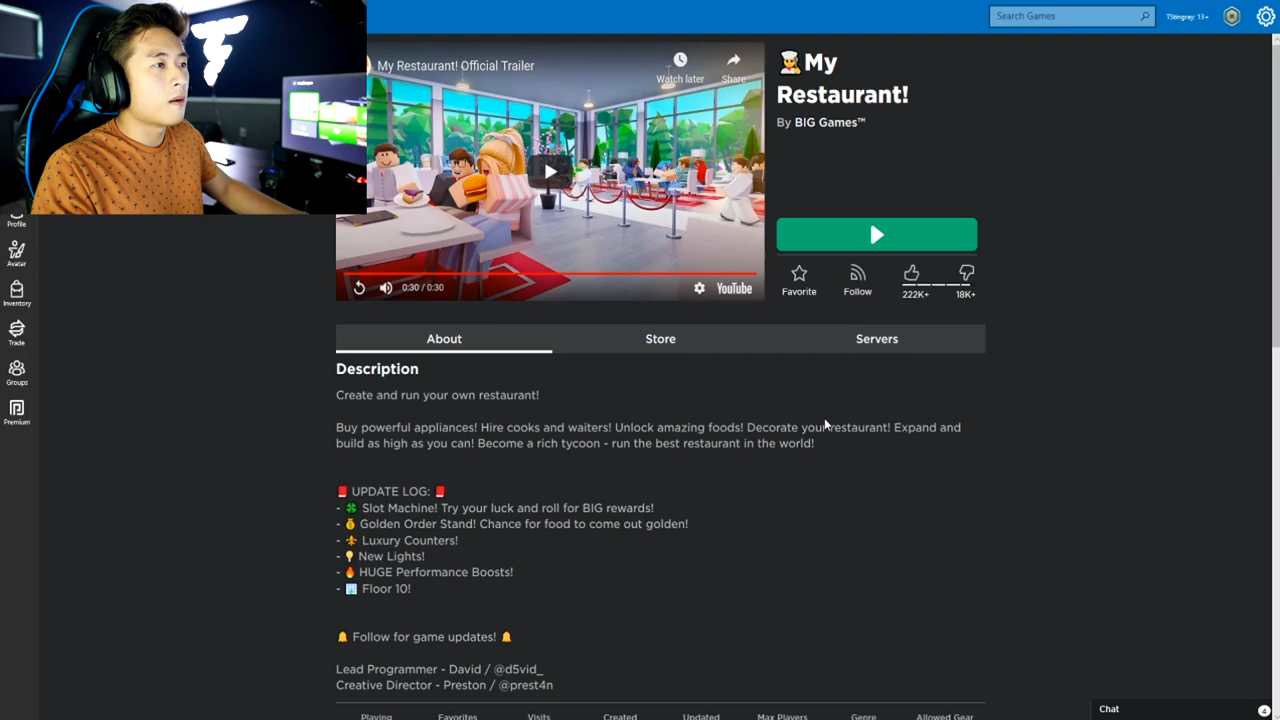 Search Games
TStingray: 13+
My Restaurant! Official Trailer
Watch later
Share
My
Restaurant!
By BIG Games™
0:30 / 0:30
YouTube
Favorite
Follow
222K+
18K+
Profile
Avatar
Inventory
Trade
Groups
Premium
About
Store
Servers
Description
Create and run your own restaurant!
Buy powerful appliances! Hire cooks and waiters! Unlock amazing foods! Decorate your restaurant! Expand and
build as high as you can! Become a rich tycoon - run the best restaurant in the world!
UPDATE LOG:
- Slot Machine! Try your luck and roll for BIG rewards!
- Golden Order Stand! Chance for food to come out golden!
- Luxury Counters!
- New Lights!
- HUGE Performance Boosts!
- Floor 10!
Follow for game updates!
Lead Programmer - David / @d5vid_
Creative Director - Preston / @prest4n
Playing
Favorites
Visits
Created
Updated
Max Players
Genre
Allowed Gear
Chat
4